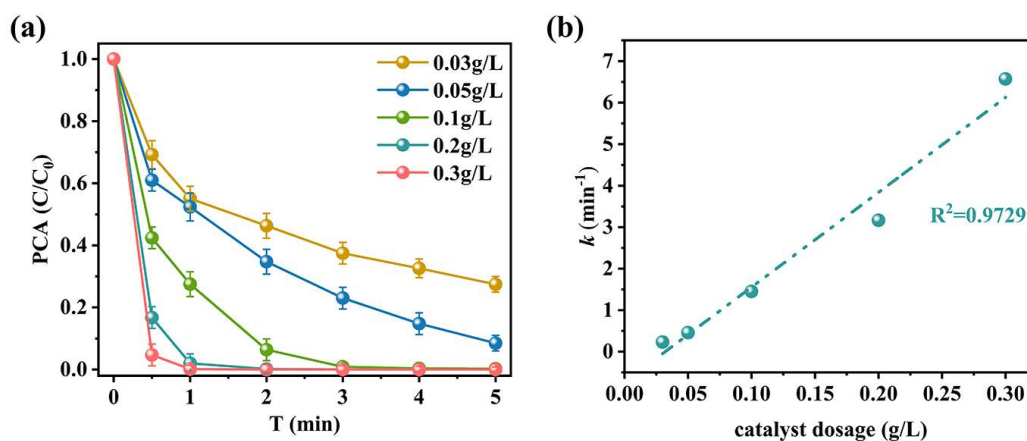 (a)
PCA (C/C₀)
1.0
0.8
0.6
0.4
0.2
0.0
0.03g/L
0.05g/L
0.1g/L
0.2g/L
0.3g/L
0 1 2 3 4 5
T (min)
(b)
k (min⁻¹)
7
6
5
4
3
2
1
0
R²=0.9729
0.00 0.05 0.10 0.15 0.20 0.25 0.30
catalyst dosage (g/L)